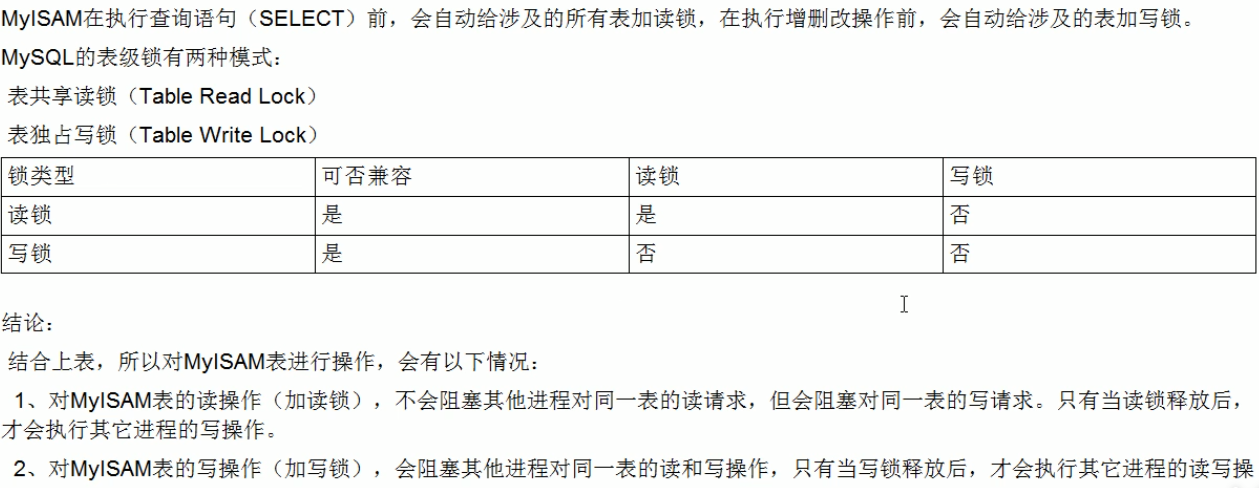 MyISAM在执行查询语句（SELECT）前，会自动给涉及的所有表加读锁，在执行增删改操作前，会自动给涉及的表加写锁。
MySQL的表级锁有两种模式：
表共享读锁（Table Read Lock）
表独占写锁（Table Write Lock）
锁类型 可否兼容 读锁 写锁
读锁 是 是 否
写锁 是 否 否
结论：
结合上表，所以对MyISAM表进行操作，会有以下情况：
1、对MyISAM表的读操作（加读锁），不会阻塞其他进程对同一表的读请求，但会阻塞对同一表的写请求。只有当读锁释放后，
才会执行其它进程的写操作。
2、对MyISAM表的写操作（加写锁），会阻塞其他进程对同一表的读和写操作，只有当写锁释放后，才会执行其它进程的读写操